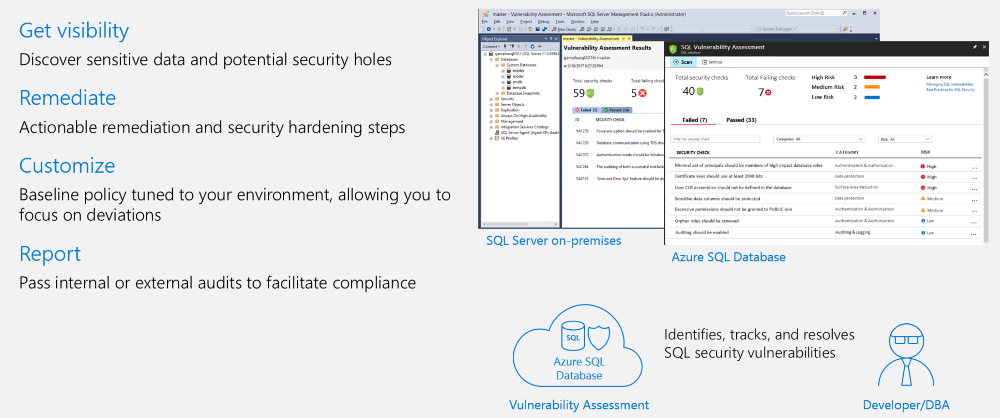 Get visibility
Discover sensitive data and potential security holes
Remediate
Actionable remediation and security hardening steps
Customize
Baseline policy tuned to your environment, allowing you to
focus on deviations
Report
Pass internal or external audits to facilitate compliance
master - Vulnerability Assessment - Microsoft SQL Server Management Studio (Administrator)
Quick Launch (Ctrl+Q)
File Edit View Project Debug Tools Window Help
New Query
Generic Debugger
Object Explorer
Connect
gamalkasql2012 (SQL Server 11.0.6598.
Databases
System Databases
master
model
msdb
tempdb
Database Snapshots
Security
Server Objects
Replication
Always On High Availability
Management
Integration Services Catalogs
SQL Server Agent (Agent XPs disabl
XE Profiler
master - Vulnerability Assessment
Vulnerability Assessment Results
gamalkasql2016: master
at 9/10/2017 8:27:26 PM
Total security checks Total failing check
59 5
Failed (5) Passed (54)
ID SECURITY CHECK
VA1279 Force encryption should be enabled for T
VA1220 Database communication using TDS sho
VA1072 Authentication mode should be Window
VA1264 The auditing of both successful and faile
VA2125 'Smo and Dmo Xps' feature should be dis
SQL Vulnerability Assessment
SQL database
Scan Settings
Total security checks Total Failing checks
40 7
High Risk 3
Medium Risk 2
Low Risk 2
Learn more
Managing SQL Vulnerabilities
Best Practices for SQL Security
Failed (7) Passed (33)
Filter by security check Categories: All Risk: All
SECURITY CHECK CATEGORY RISK
Minimal set of principals should be members of high impact database roles Authentication & Authorization High ...
Certificate keys should use at least 2048 bits Data protection High ...
User CLR assemblies should not be defined in the database Surface Area Reduction High ...
Sensitive data columns should be protected Data protection Medium ...
Excessive permissions should not be granted to PUBLIC role Authentication & Authorization Medium ...
Orphan roles should be removed Authentication & Authorization Low ...
Auditing should be enabled Auditing & Logging Low ...
SQL Server on-premises
Azure SQL Database
SQL
Azure SQL
Database
Vulnerability Assessment
Identifies, tracks, and resolves
SQL security vulnerabilities
Developer/DBA